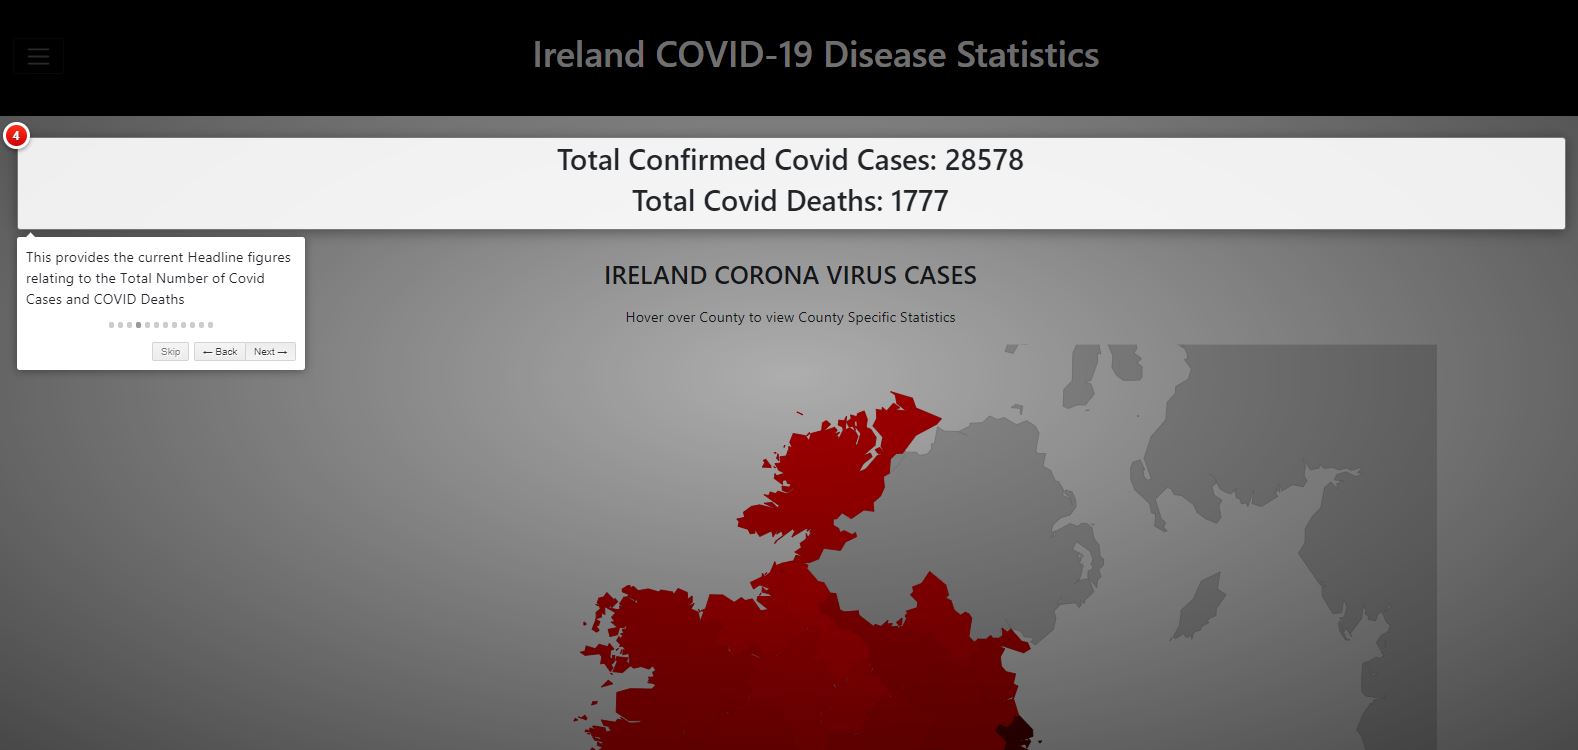 Ireland COVID-19 Disease Statistics
4
Total Confirmed Covid Cases: 28578
Total Covid Deaths: 1777
This provides the current Headline figures
relating to the Total Number of Covid
Cases and COVID Deaths
Skip
← Back
Next →
IRELAND CORONA VIRUS CASES
Hover over County to view County Specific Statistics